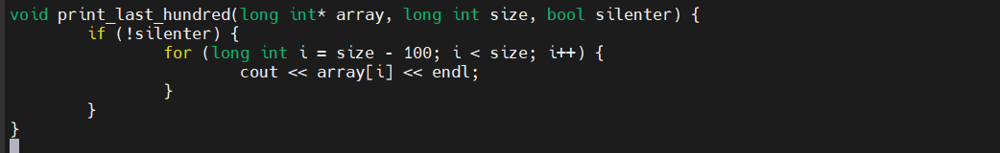 void print_last_hundred(long int* array, long int size, bool silenter) {
        if (!silenter) {
                for (long int i = size - 100; i < size; i++) {
                        cout << array[i] << endl;
                }
        }
}